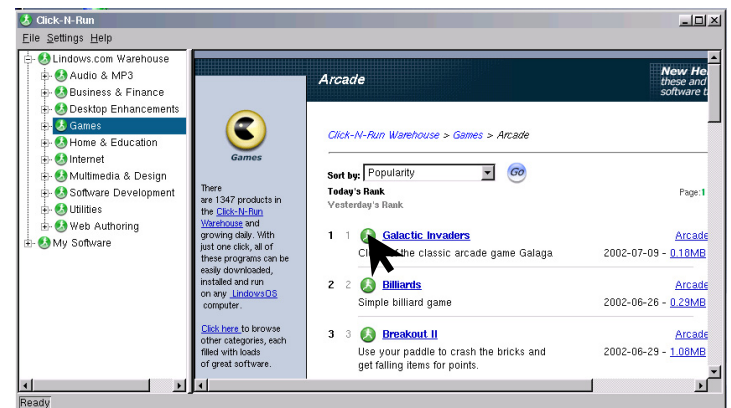 Click-N-Run
File Settings Help
Lindows.com Warehouse
Audio & MP3
Business & Finance
Desktop Enhancements
Games
Home & Education
Internet
Multimedia & Design
Software Development
Utilities
Web Authoring
My Software
Games
There
are 1347 products in
the Click-N-Run
Warehouse and
growing daily. With
just one click, all of
these programs can be
easily downloaded,
installed and run
on any LindowsOS
computer.
Click here to browse
other categories, each
filled with loads
of great software.
Arcade
New He
these and
software t
Click-N-Run Warehouse > Games > Arcade
Sort by: Popularity Go
Today's Rank Page: 1
Yesterday's Rank
1 1 Galactic Invaders Arcade
the classic arcade game Galaga 2002-07-09 - 0.18MB
2 2 Billiards Arcade
Simple billiard game 2002-06-26 - 0.29MB
3 3 Breakout II Arcade
Use your paddle to crash the bricks and 2002-06-29 - 1.08MB
get falling items for points.
Ready